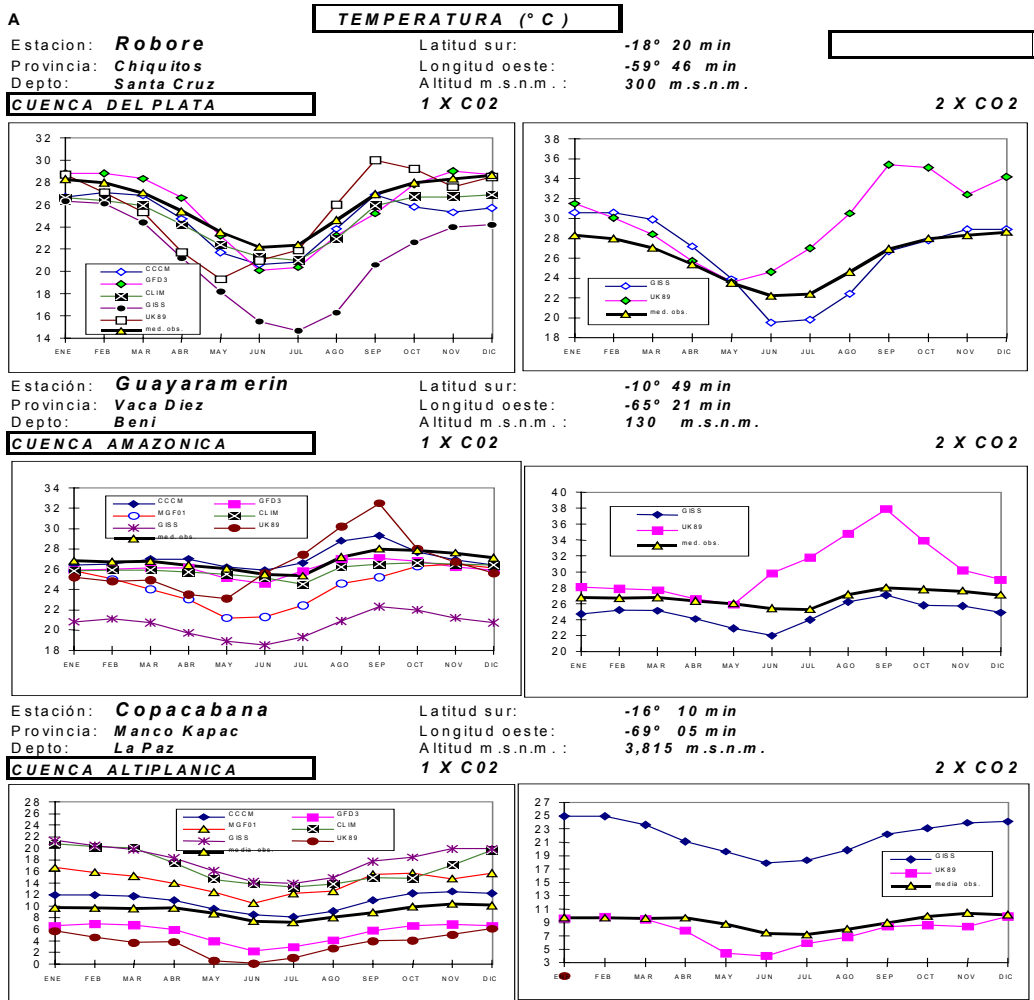 A
TEMPERATURA (° C )
Estacion: Robore Latitud sur: -18º 20 min
Provincia: Chiquitos Longitud oeste: -59º 46 min
Depto: Santa Cruz Altitud m.s.n.m. : 300 m.s.n.m.
CUENCA DEL PLATA 1 X C02 2 X CO2
32
30
28
26
24
22
20
18
16
14
CCCM
GFD3
CLIM
GISS
UK89
med. obs.
ENE FEB MAR ABR MAY JUN JUL AGO SEP OCT NOV DIC
38
36
34
32
30
28
26
24
22
20
18
GISS
UK89
med. obs.
ENE FEB MAR ABR MAY JUN JUL AGO SEP OCT NOV DIC
Estación: Guayaramerin Latitud sur: -10º 49 min
Provincia: Vaca Diez Longitud oeste: -65º 21 min
Depto: Beni Altitud m.s.n.m. : 130 m.s.n.m.
CUENCA AMAZONICA 1 X C02 2 X CO2
34
32
30
28
26
24
22
20
18
CCCM GFD3
MGF01 CLIM
GISS UK89
med. obs.
ENE FEB MAR ABR MAY JUN JUL AGO SEP OCT NOV DIC
40
38
36
34
32
30
28
26
24
22
20
GISS
UK89
med. obs.
ENE FEB MAR ABR MAY JUN JUL AGO SEP OCT NOV DIC
Estación: Copacabana Latitud sur: -16º 10 min
Provincia: Manco Kapac Longitud oeste: -69º 05 min
Depto: La Paz Altitud m.s.n.m. : 3,815 m.s.n.m.
CUENCA ALTIPLANICA 1 X C02 2 X CO2
28
26
24
22
20
18
16
14
12
10
8
6
4
2
0
CCCM GFD3
MGF01 CLIM
GISS UK89
media obs.
ENE FEB MAR ABR MAY JUN JUL AGO SEP OCT NOV DIC
27
25
23
21
19
17
15
13
11
9
7
5
3
1
GISS
UK89
media obs.
FEB MAR ABR MAY JUN JUL AGO SEP OCT NOV DIC